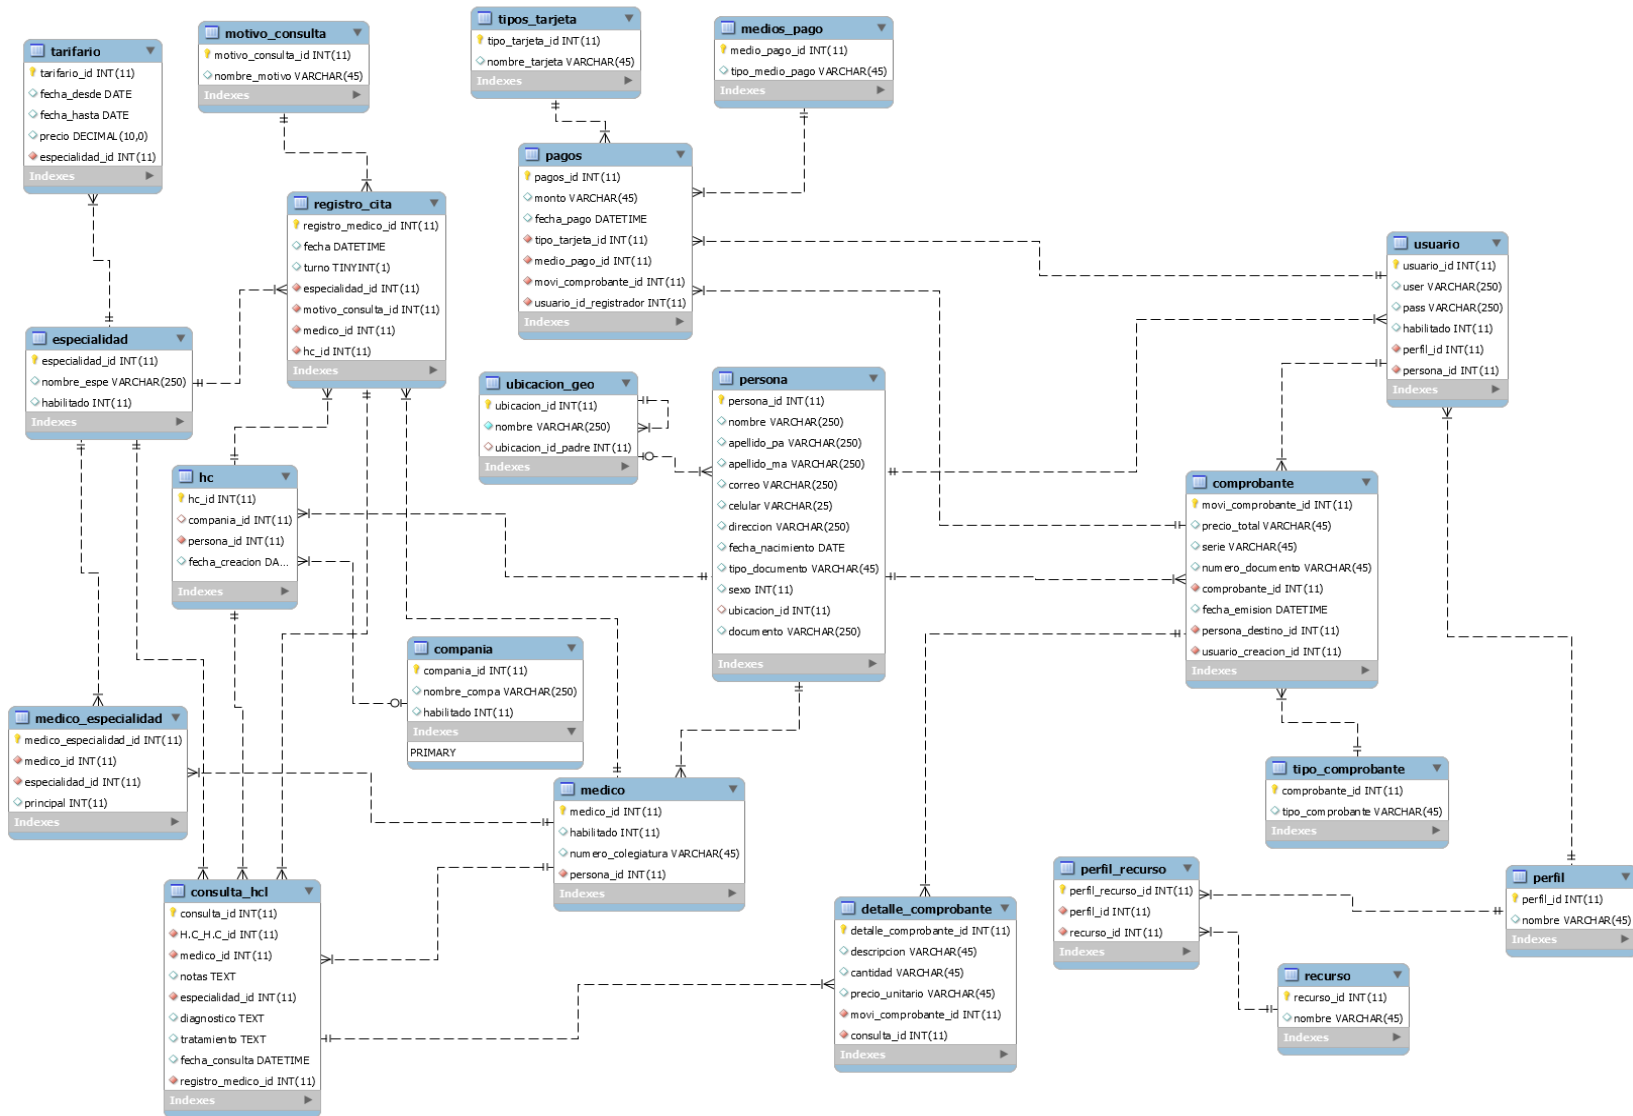 tarifario
tarifario_id INT(11)
fecha_desde DATE
fecha_hasta DATE
precio DECIMAL(10,0)
especialidad_id INT(11)
Indexes
motivo_consulta
motivo_consulta_id INT(11)
nombre_motivo VARCHAR(45)
Indexes
tipos_tarjeta
tipo_tarjeta_id INT(11)
nombre_tarjeta VARCHAR(45)
Indexes
medios_pago
medio_pago_id INT(11)
tipo_medio_pago VARCHAR(45)
Indexes
pagos
pagos_id INT(11)
monto VARCHAR(45)
fecha_pago DATETIME
tipo_tarjeta_id INT(11)
medio_pago_id INT(11)
movi_comprobante_id INT(11)
usuario_id_registrador INT(11)
Indexes
registro_cita
registro_medico_id INT(11)
fecha DATETIME
turno TINYINT(1)
especialidad_id INT(11)
motivo_consulta_id INT(11)
medico_id INT(11)
hc_id INT(11)
Indexes
usuario
usuario_id INT(11)
user VARCHAR(250)
pass VARCHAR(250)
habilitado INT(11)
perfil_id INT(11)
persona_id INT(11)
Indexes
especialidad
especialidad_id INT(11)
nombre_espe VARCHAR(250)
habilitado INT(11)
Indexes
ubicacion_geo
ubicacion_id INT(11)
nombre VARCHAR(250)
ubicacion_id_padre INT(11)
Indexes
persona
persona_id INT(11)
nombre VARCHAR(250)
apellido_pa VARCHAR(250)
apellido_ma VARCHAR(250)
correo VARCHAR(250)
celular VARCHAR(25)
direccion VARCHAR(250)
fecha_nacimiento DATE
tipo_documento VARCHAR(45)
sexo INT(11)
ubicacion_id INT(11)
documento VARCHAR(250)
Indexes
hc
hc_id INT(11)
compania_id INT(11)
persona_id INT(11)
fecha_creacion DA...
Indexes
comprobante
movi_comprobante_id INT(11)
precio_total VARCHAR(45)
serie VARCHAR(45)
numero_documento VARCHAR(45)
comprobante_id INT(11)
fecha_emision DATETIME
persona_destino_id INT(11)
usuario_creacion_id INT(11)
Indexes
compania
compania_id INT(11)
nombre_compa VARCHAR(250)
habilitado INT(11)
Indexes
PRIMARY
medico_especialidad
medico_especialidad_id INT(11)
medico_id INT(11)
especialidad_id INT(11)
principal INT(11)
Indexes
medico
medico_id INT(11)
habilitado INT(11)
numero_colegiatura VARCHAR(45)
persona_id INT(11)
Indexes
tipo_comprobante
comprobante_id INT(11)
tipo_comprobante VARCHAR(45)
Indexes
consulta_hcl
consulta_id INT(11)
H.C_H.C_id INT(11)
medico_id INT(11)
notas TEXT
especialidad_id INT(11)
diagnostico TEXT
tratamiento TEXT
fecha_consulta DATETIME
registro_medico_id INT(11)
Indexes
detalle_comprobante
detalle_comprobante_id INT(11)
descripcion VARCHAR(45)
cantidad VARCHAR(45)
precio_unitario VARCHAR(45)
movi_comprobante_id INT(11)
consulta_id INT(11)
Indexes
perfil_recurso
perfil_recurso_id INT(11)
perfil_id INT(11)
recurso_id INT(11)
Indexes
perfil
perfil_id INT(11)
nombre VARCHAR(45)
Indexes
recurso
recurso_id INT(11)
nombre VARCHAR(45)
Indexes